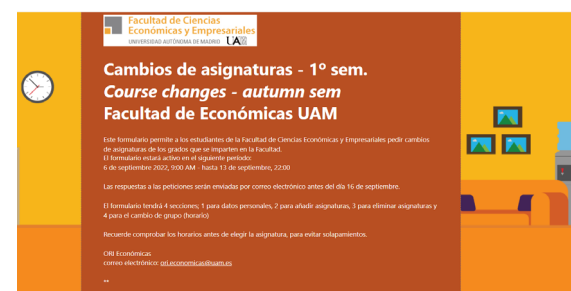 Facultad de Ciencias
Económicas y Empresariales
UNIVERSIDAD AUTÓNOMA DE MADRID UAM
Cambios de asignaturas - 1º sem.
Course changes - autumn sem
Facultad de Económicas UAM
Este formulario permite a los estudiantes de la Facultad de Ciencias Económicas y Empresariales pedir cambios
de asignaturas de los grados que se imparten en la Facultad.
El formulario estará activo en el siguiente período:
6 de septiembre 2022, 9:00 AM - hasta 13 de septiembre, 22:00
Las respuestas a las peticiones serán enviadas por correo electrónico antes del día 16 de septiembre.
El formulario tendrá 4 secciones; 1 para datos personales, 2 para añadir asignaturas, 3 para eliminar asignaturas y
4 para el cambio de grupo (horario)
Recuerde comprobar los horarios antes de elegir la asignatura, para evitar solapamientos.
ORI Económicas
correo electrónico: ori.economicas@uam.es
**